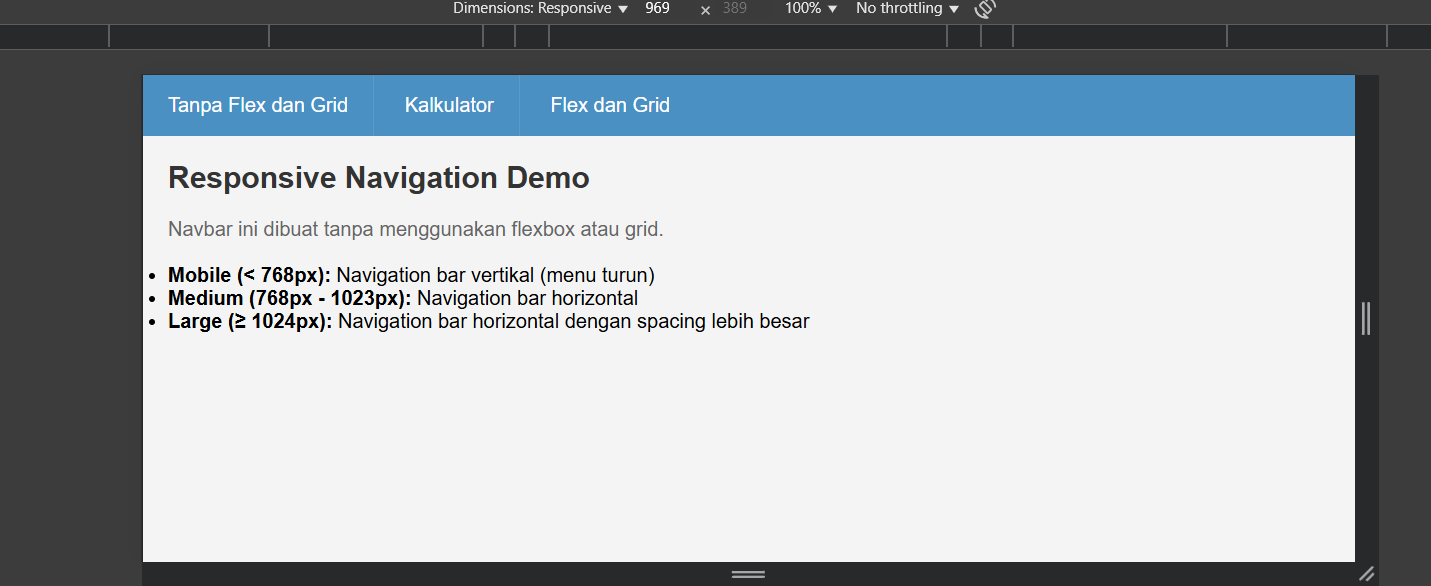 Dimensions: Responsive ▼ 969 × 389 100% ▼ No throttling ▼
Tanpa Flex dan Grid Kalkulator Flex dan Grid
Responsive Navigation Demo
Navbar ini dibuat tanpa menggunakan flexbox atau grid.
• Mobile (< 768px): Navigation bar vertikal (menu turun)
• Medium (768px - 1023px): Navigation bar horizontal
• Large (≥ 1024px): Navigation bar horizontal dengan spacing lebih besar